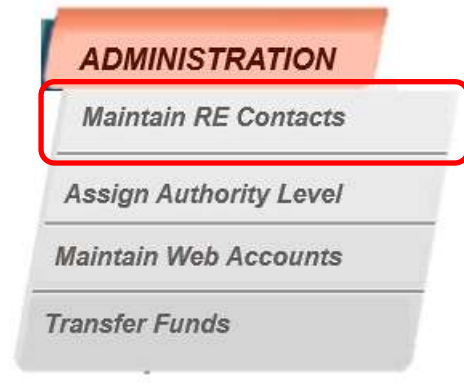 ADMINISTRATION
Maintain RE Contacts
Assign Authority Level
Maintain Web Accounts
Transfer Funds